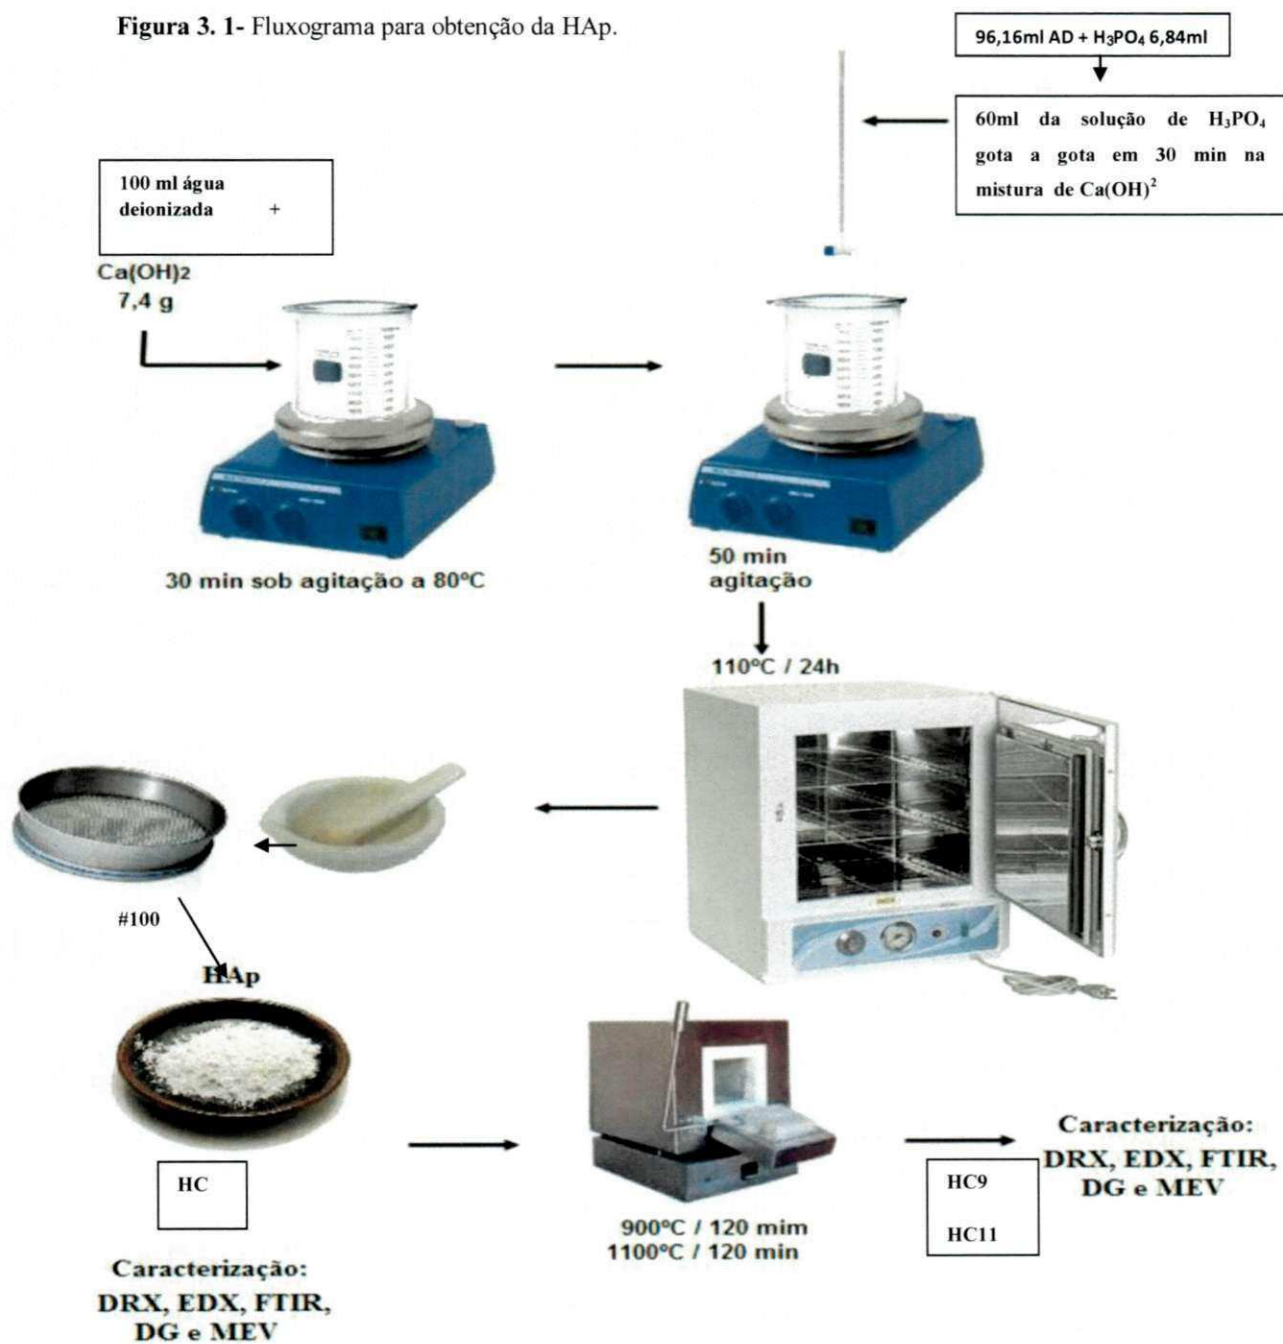 Figura 3. 1- Fluxograma para obtenção da HAp.
96,16ml AD + H₃PO₄ 6,84ml
60ml da solução de H₃PO₄
gota a gota em 30 min na
mistura de Ca(OH)²
100 ml água
deionizada +
Ca(OH)2
7,4 g
30 min sob agitação a 80ºC
50 min
agitação
110ºC / 24h
#100
HAp
HC
Caracterização:
DRX, EDX, FTIR,
DG e MEV
900ºC / 120 mim
1100ºC / 120 min
HC9
HC11
Caracterização:
DRX, EDX, FTIR,
DG e MEV